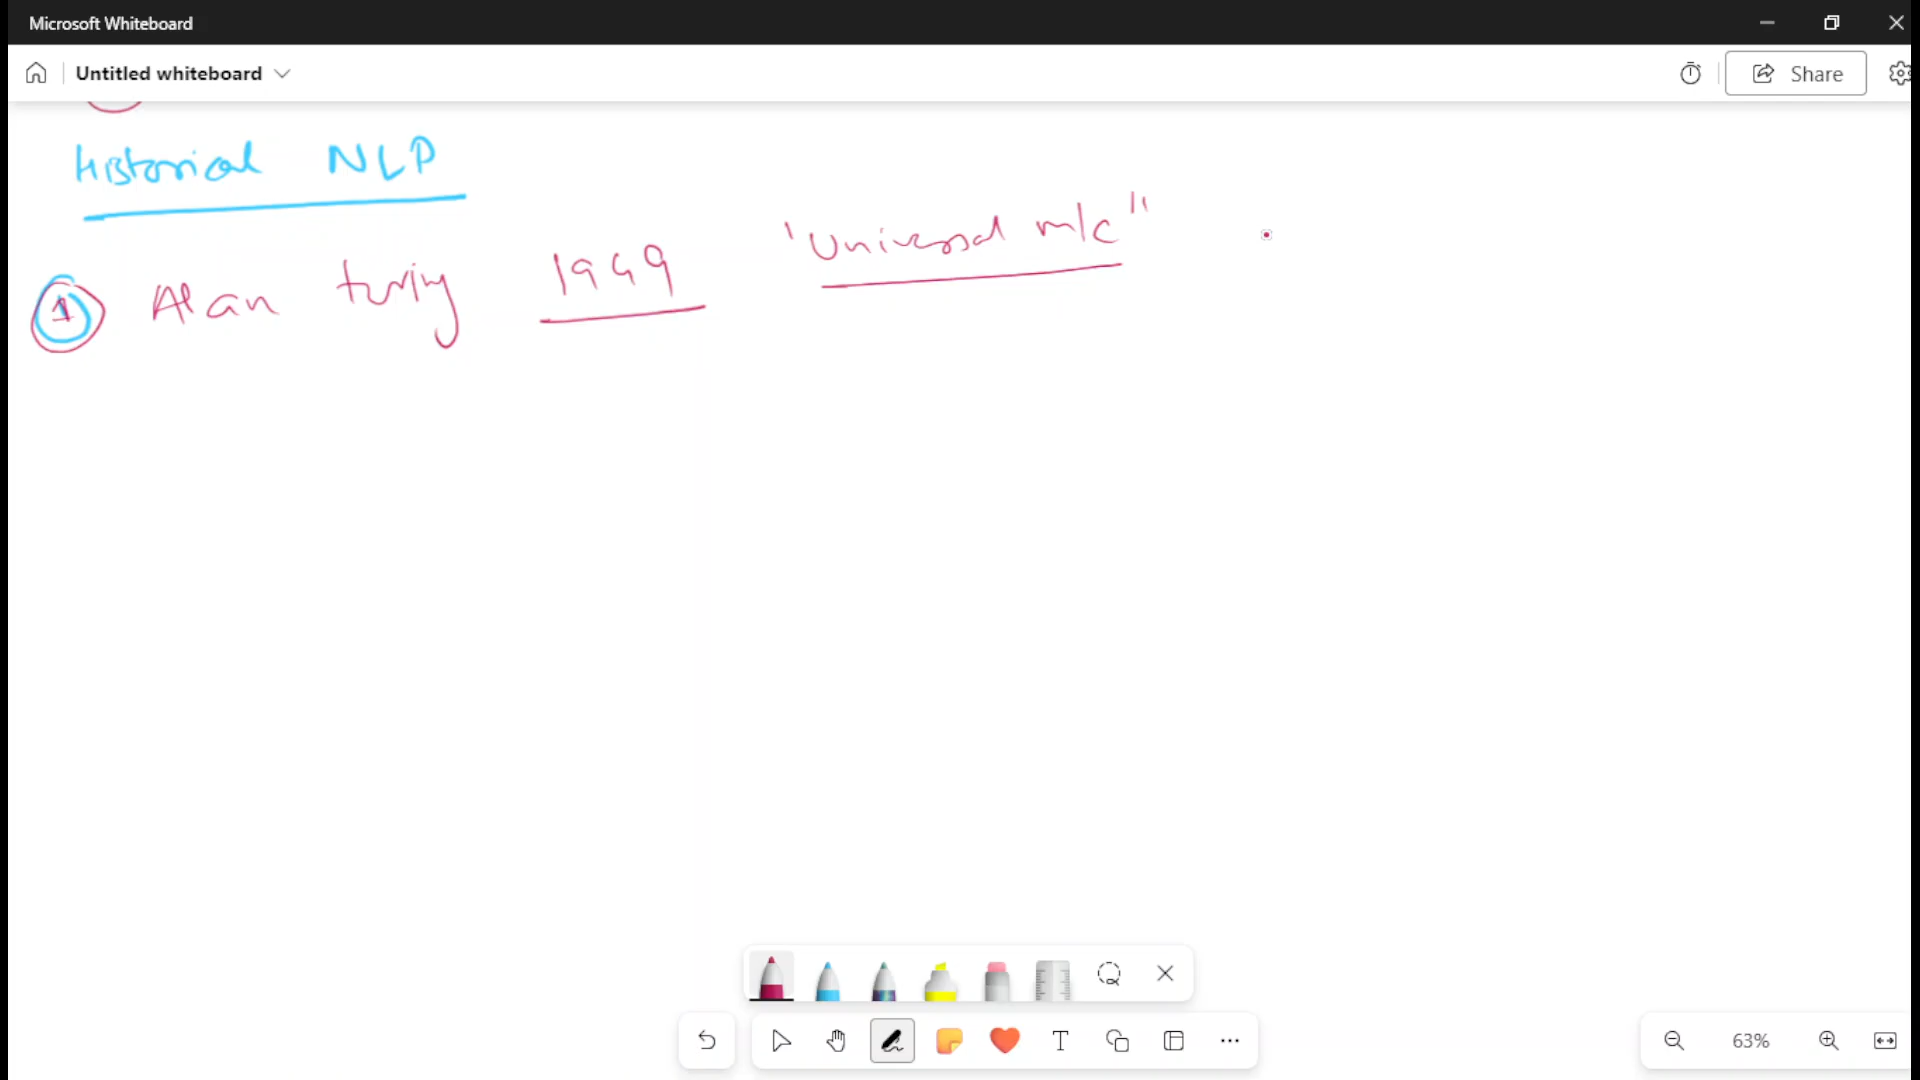 Microsoft Whiteboard
Untitled whiteboard
Share
Historical NLP
1 Alan turing 1949 'Universal m/c"
63%